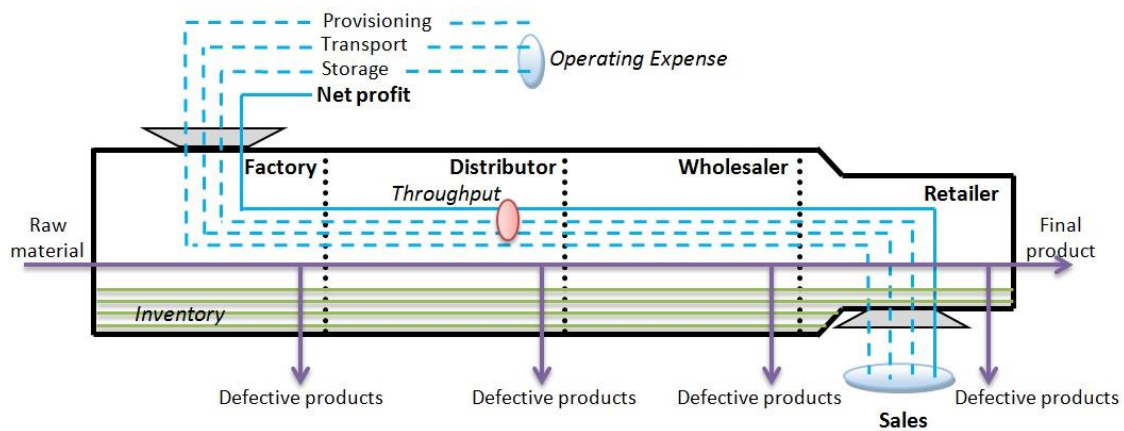 Provisioning
Transport
Storage
Operating Expense
Net profit
Factory
Distributor
Wholesaler
Retailer
Throughput
Raw
material
Final
product
Inventory
Defective products
Defective products
Defective products
Defective products
Sales